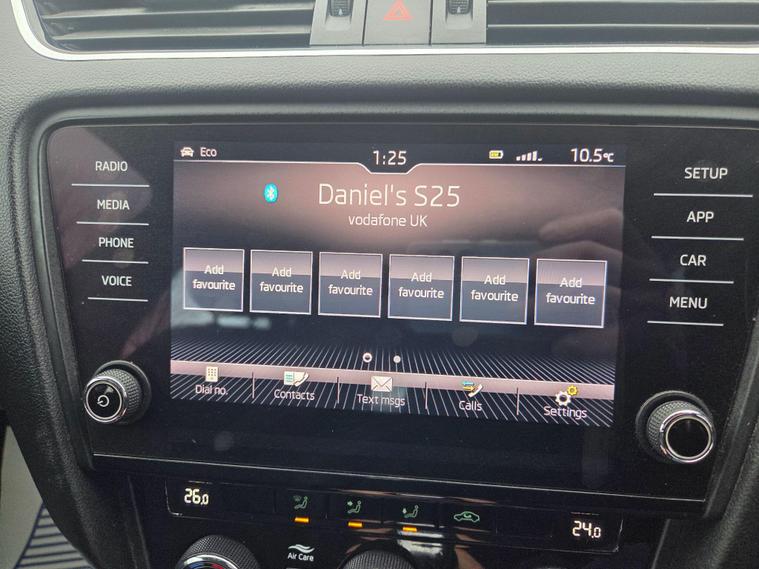 Eco 1:25 10.5°C
RADIO
MEDIA
PHONE
VOICE
Daniel's S25
vodafone UK
Add favourite
Add favourite
Add favourite
Add favourite
Add favourite
Add favourite
Dial no. Contacts Text msgs Calls Settings
SETUP
APP
CAR
MENU
26.0 24.0
Air Care